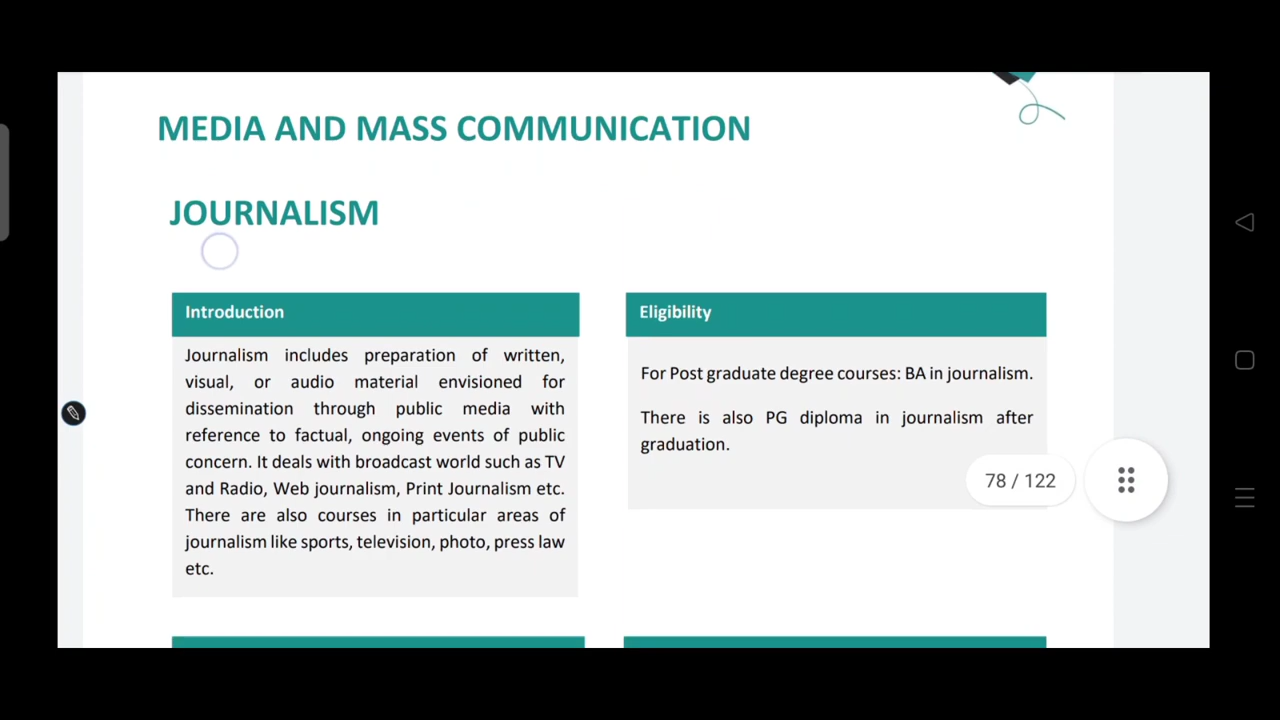 MEDIA AND MASS COMMUNICATION
JOURNALISM
Introduction
Journalism includes preparation of written,
visual, or audio material envisioned for
dissemination through public media with
reference to factual, ongoing events of public
concern. It deals with broadcast world such as TV
and Radio, Web journalism, Print Journalism etc.
There are also courses in particular areas of
journalism like sports, television, photo, press law
etc.
Eligibility
For Post graduate degree courses: BA in journalism.
There is also PG diploma in journalism after
graduation.
78 / 122